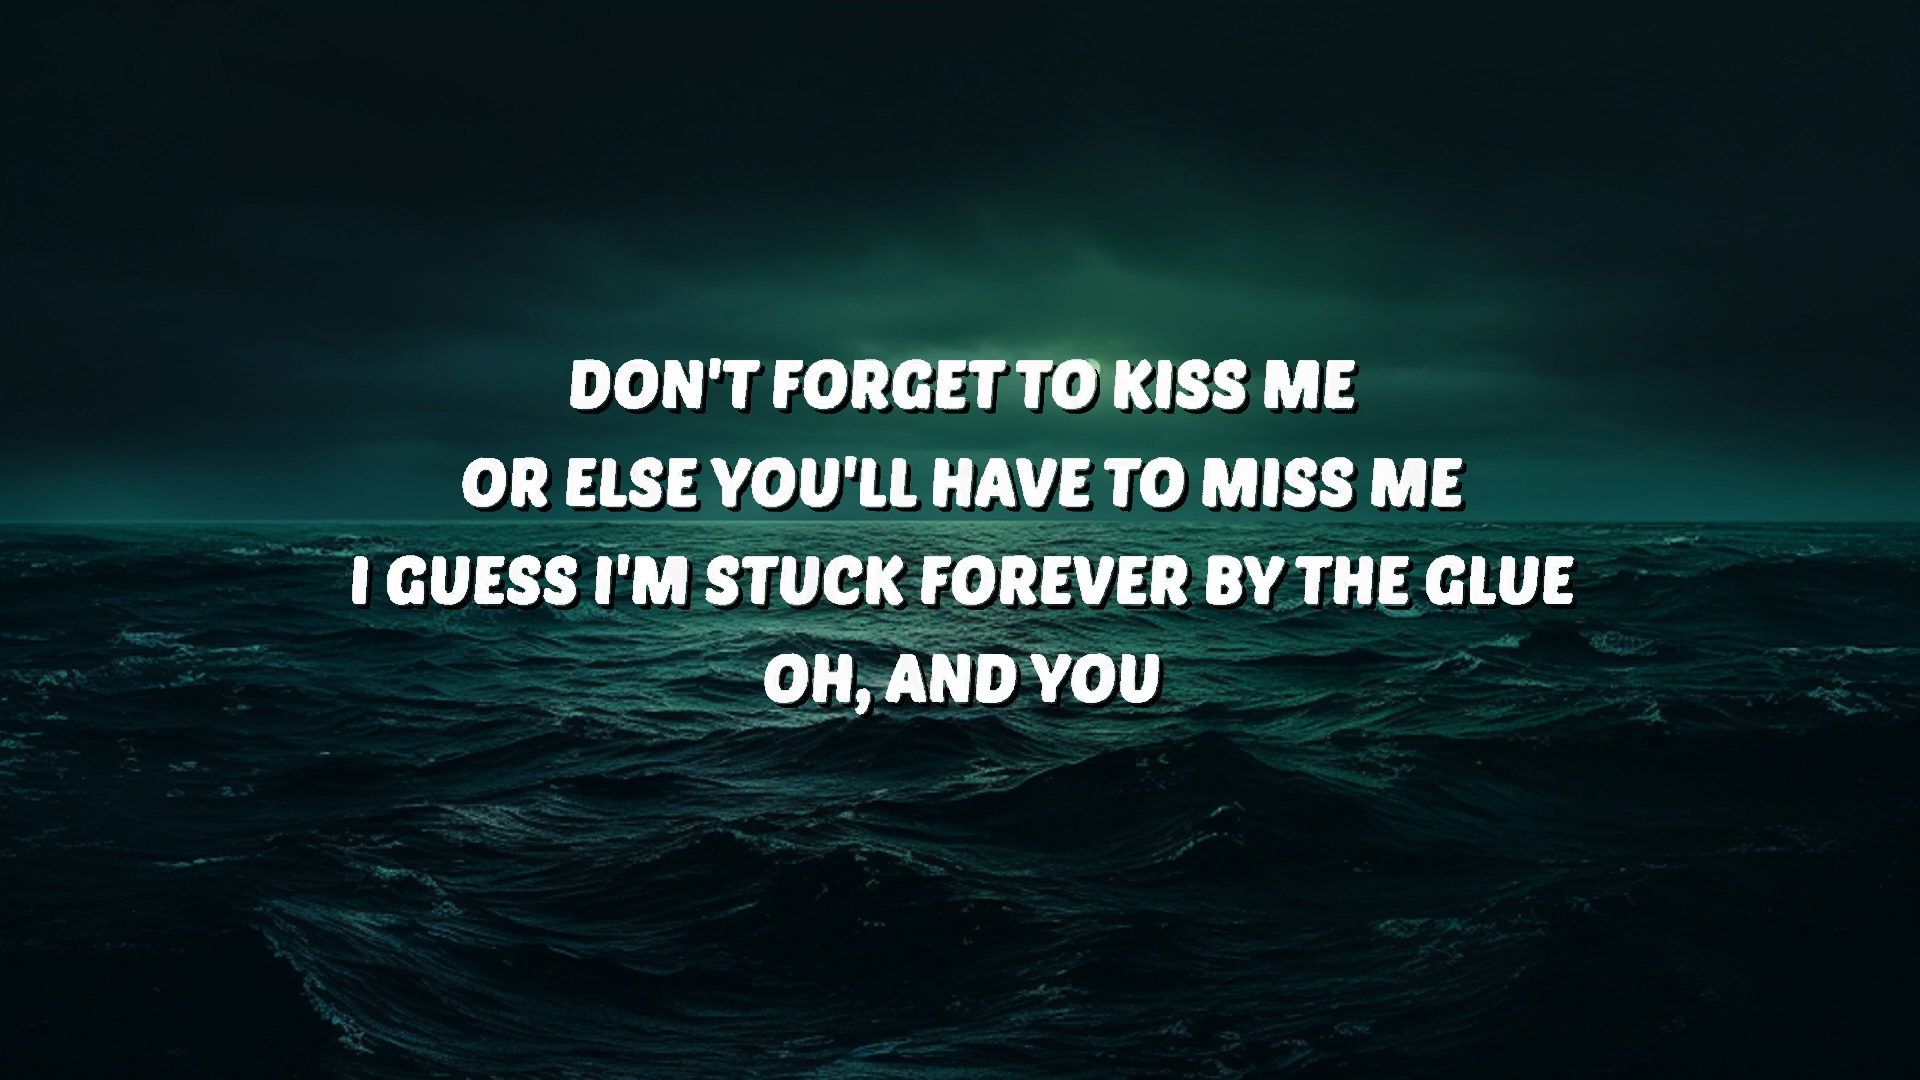 DON'T FORGET TO KISS ME
OR ELSE YOU'LL HAVE TO MISS ME
I GUESS I'M STUCK FOREVER BY THE GLUE
OH, AND YOU